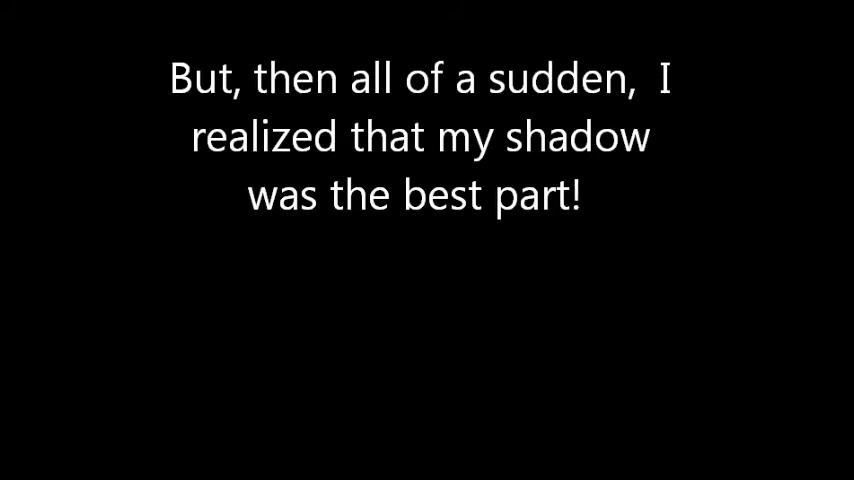 But, then all of a sudden,  I
realized that my shadow
was the best part!